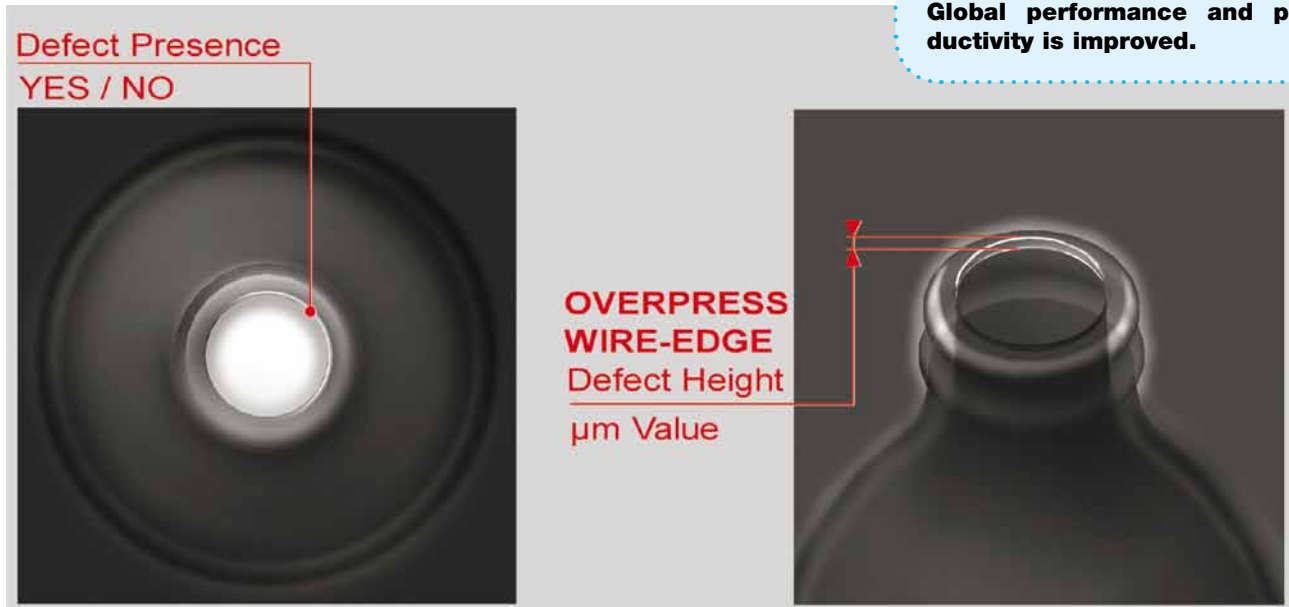 Global performance and p
ductivity is improved.
Defect Presence
YES / NO
OVERPRESS
WIRE-EDGE
Defect Height
µm Value